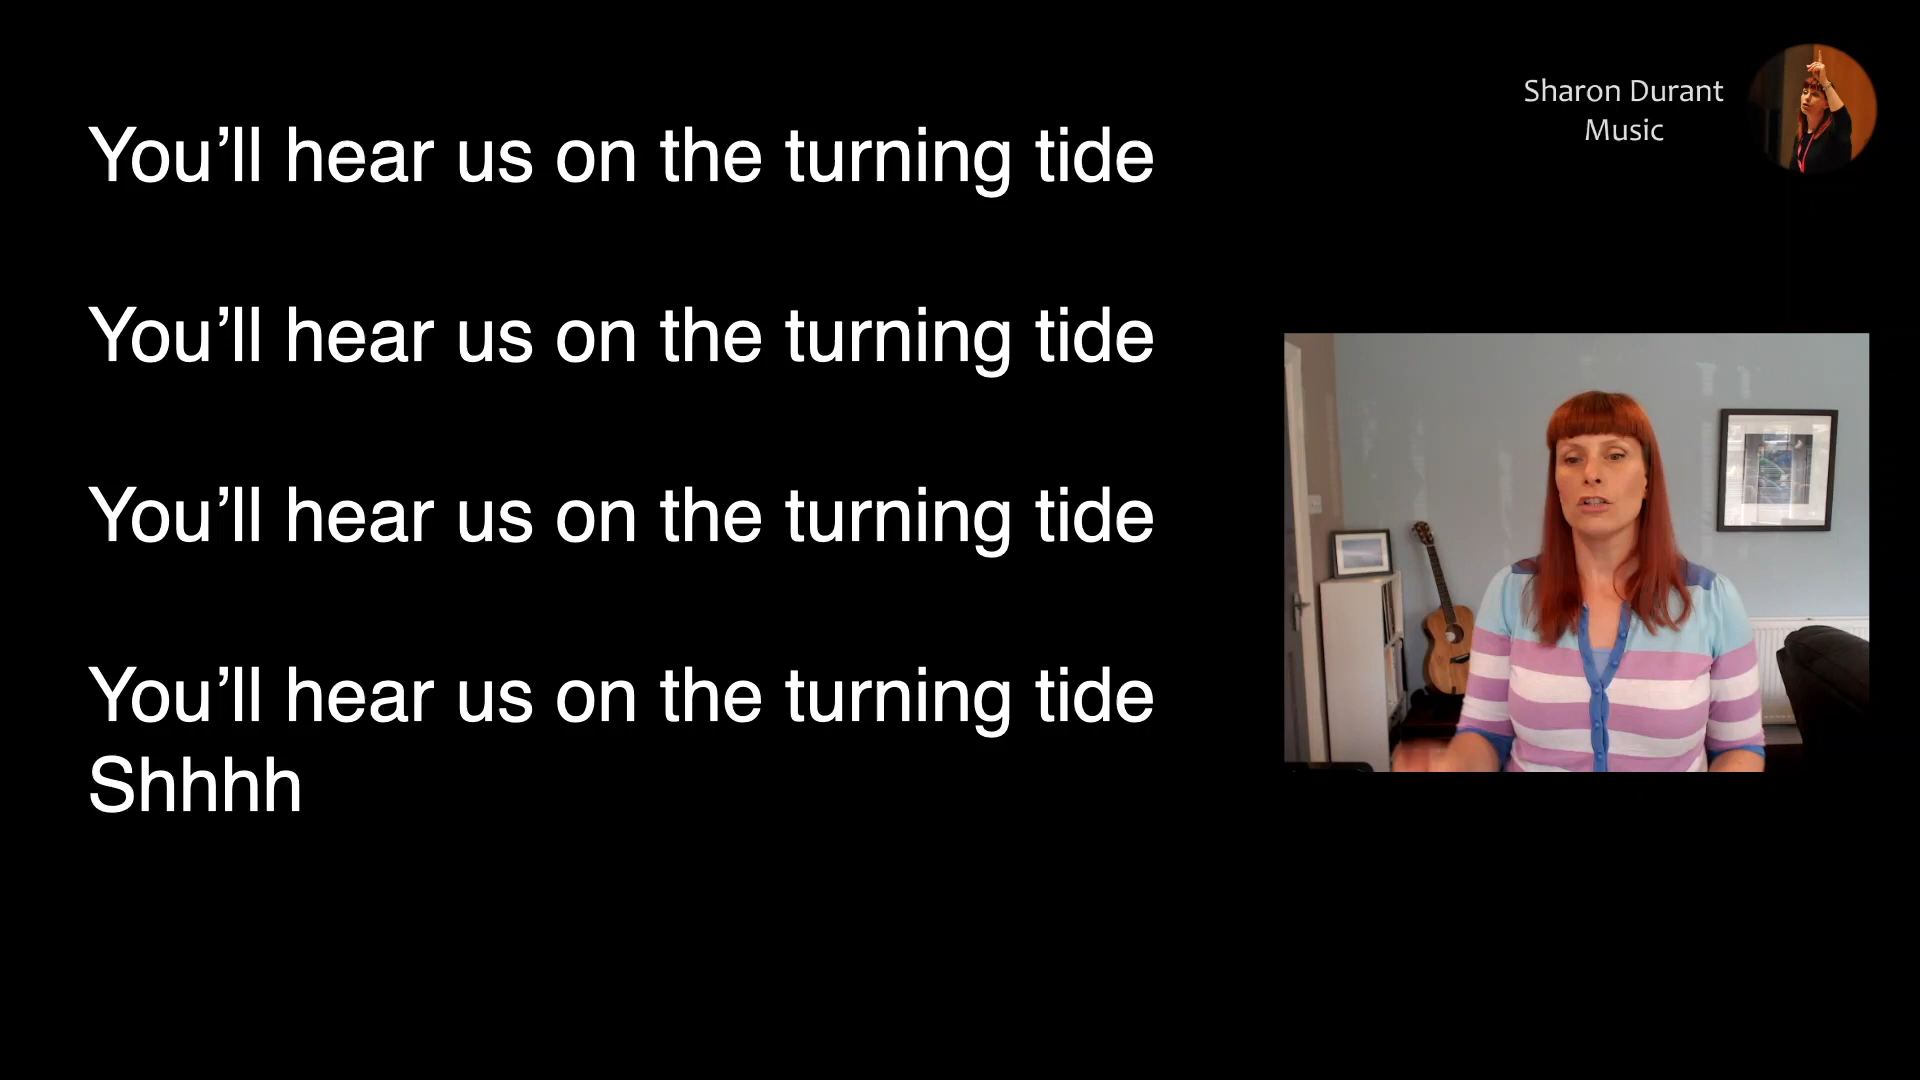 Sharon Durant
Music
You’ll hear us on the turning tide
You’ll hear us on the turning tide
You’ll hear us on the turning tide
You’ll hear us on the turning tide
Shhhh